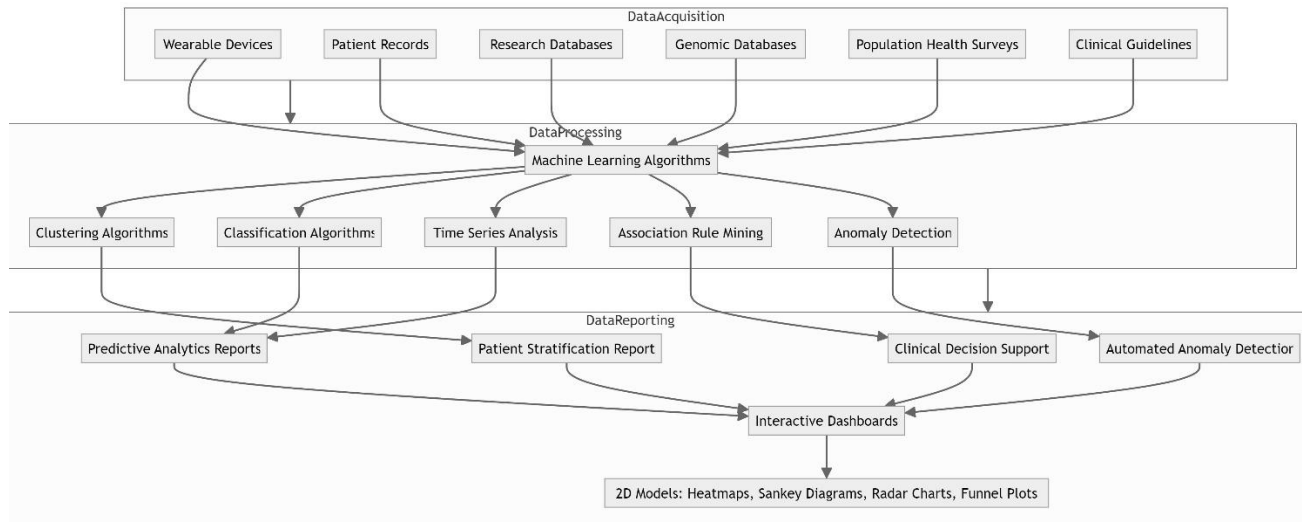 DataAcquisition
Wearable Devices
Patient Records
Research Databases
Genomic Databases
Population Health Surveys
Clinical Guidelines
DataProcessing
Machine Learning Algorithms
Clustering Algorithms
Classification Algorithms
Time Series Analysis
Association Rule Mining
Anomaly Detection
DataReporting
Predictive Analytics Reports
Patient Stratification Report
Clinical Decision Support
Automated Anomaly Detection
Interactive Dashboards
2D Models: Heatmaps, Sankey Diagrams, Radar Charts, Funnel Plots